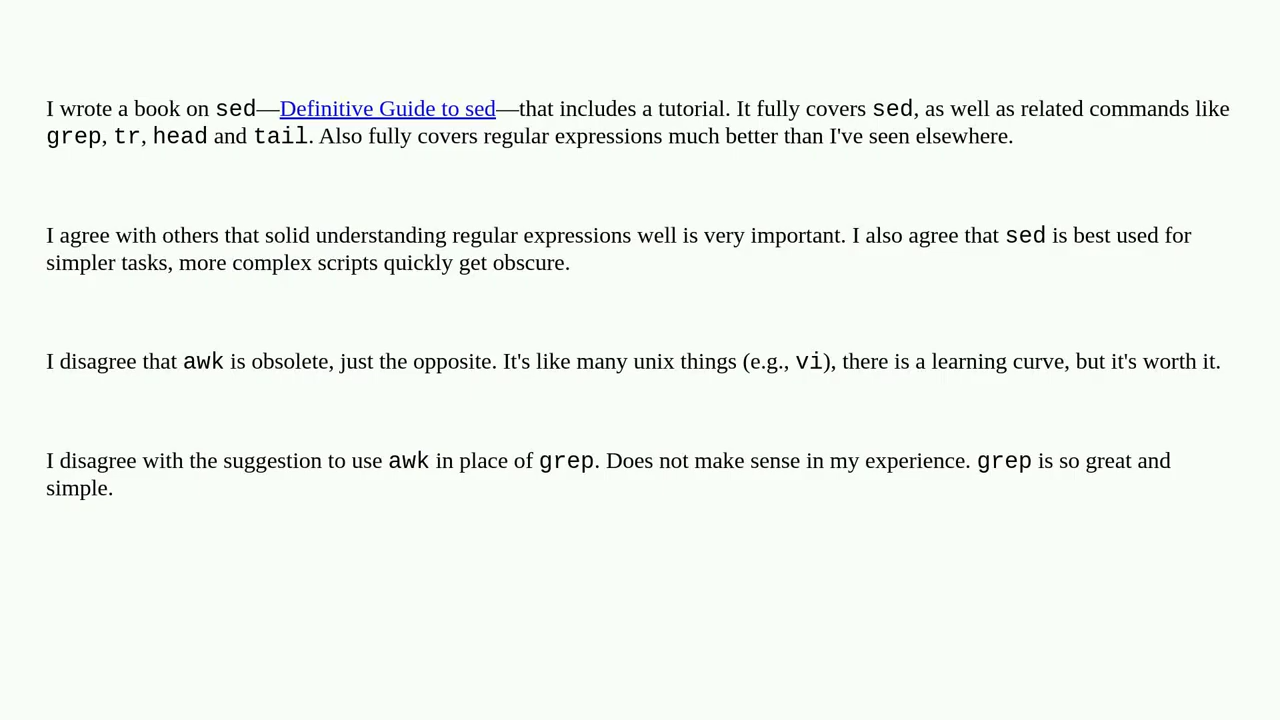 I wrote a book on sed—Definitive Guide to sed—that includes a tutorial. It fully covers sed, as well as related commands like
grep, tr, head and tail. Also fully covers regular expressions much better than I've seen elsewhere.
I agree with others that solid understanding regular expressions well is very important. I also agree that sed is best used for
simpler tasks, more complex scripts quickly get obscure.
I disagree that awk is obsolete, just the opposite. It's like many unix things (e.g., vi), there is a learning curve, but it's worth it.
I disagree with the suggestion to use awk in place of grep. Does not make sense in my experience. grep is so great and
simple.